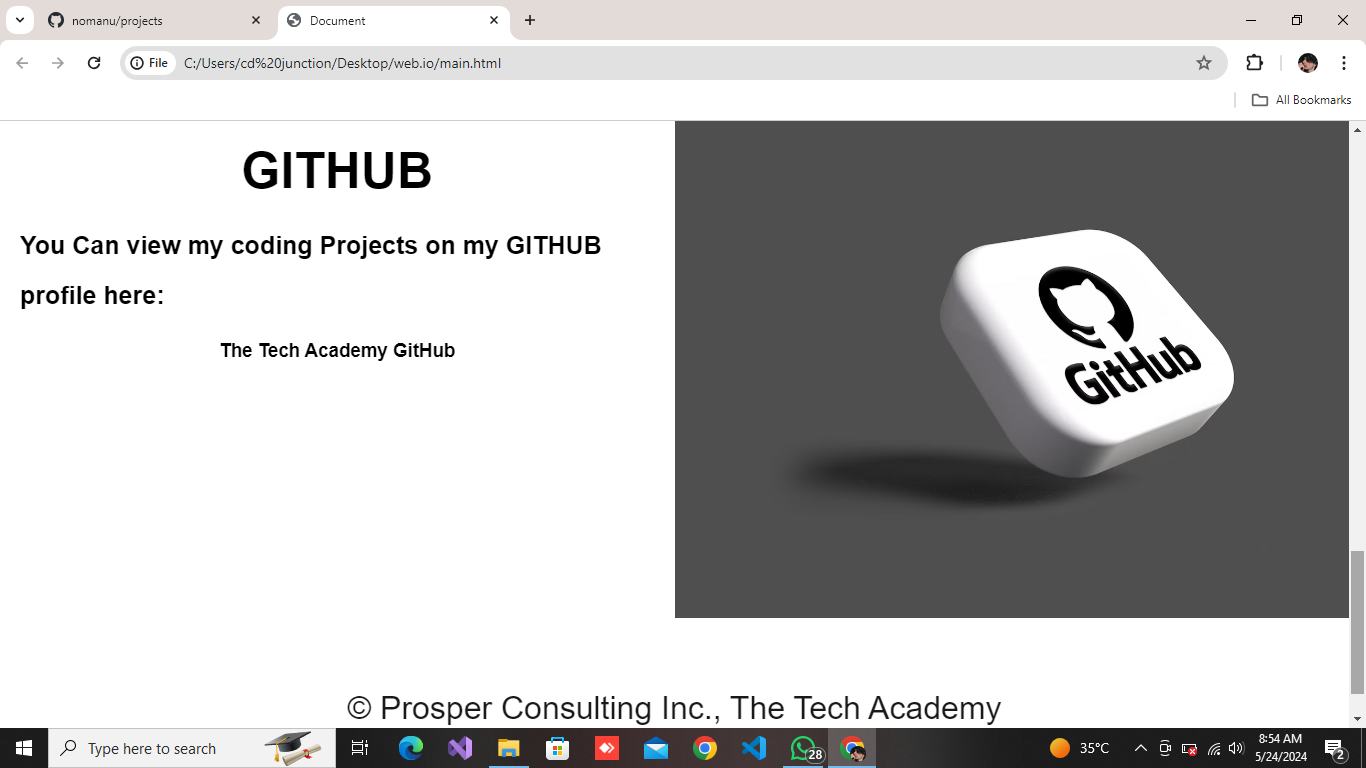 nomanu/projects
Document
File
C:/Users/cd%20junction/Desktop/web.io/main.html
All Bookmarks
GITHUB
You Can view my coding Projects on my GITHUB
profile here:
The Tech Academy GitHub
GitHub
© Prosper Consulting Inc., The Tech Academy
Type here to search
28
35°C
8:54 AM
5/24/2024
2